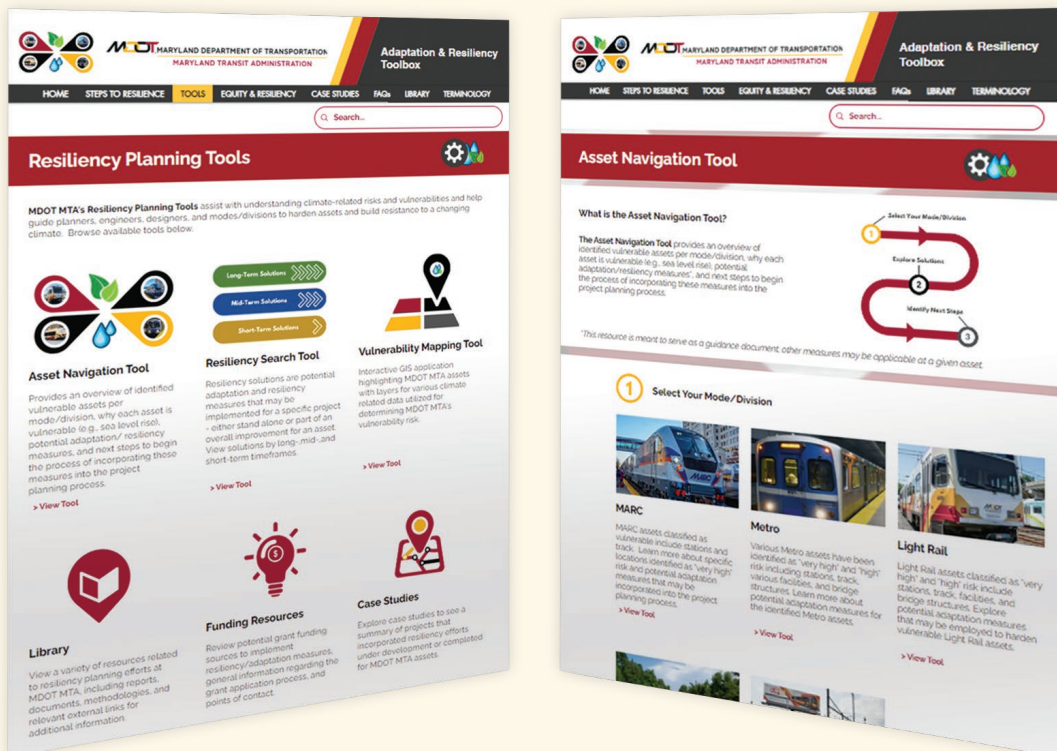 MDOT MARYLAND DEPARTMENT OF TRANSPORTATION
MARYLAND TRANSIT ADMINISTRATION
Adaptation & Resiliency
Toolbox
HOME STEPS TO RESILIENCE TOOLS EQUITY & RESILIENCY CASE STUDIES FAQs LIBRARY TERMINOLOGY
Search...
Resiliency Planning Tools
MDOT MTA's Resiliency Planning Tools assist with understanding climate-related risks and vulnerabilities and help
guide planners, engineers, designers, and modes/divisions to harden assets and build resistance to a changing
climate. Browse available tools below.
Asset Navigation Tool
Provides an overview of identified
vulnerable assets per
mode/division, why each asset is
vulnerable (e.g., sea level rise),
potential adaptation/ resiliency
measures, and next steps to begin
the process of incorporating these
measures into the project
planning process.
> View Tool
Long-Term Solutions
Mid-Term Solutions
Short-Term Solutions
Resiliency Search Tool
Resiliency solutions are potential
adaptation and resiliency
measures that may be
implemented for a specific project
- either stand alone or part of an
overall improvement for an asset.
View solutions by long-,mid-,and
short-term timeframes.
> View Tool
Vulnerability Mapping Tool
Interactive GIS application
highlighting MDOT MTA assets
with layers for various climate
related data utilized for
determining MDOT MTA's
vulnerability risk.
> View Tool
Library
View a variety of resources related
to resiliency planning efforts at
MDOT MTA, including reports,
documents, methodologies, and
relevant external links for
additional information.
Funding Resources
Review potential grant funding
sources to implement
resiliency/adaptation measures,
general information regarding the
grant application process, and
points of contact.
Case Studies
Explore case studies to see a
summary of projects that
incorporated resiliency efforts
under development or completed
for MDOT MTA assets.
MDOT MARYLAND DEPARTMENT OF TRANSPORTATION
MARYLAND TRANSIT ADMINISTRATION
Adaptation & Resiliency
Toolbox
HOME STEPS TO RESILIENCE TOOLS EQUITY & RESILIENCY CASE STUDIES FAQs LIBRARY TERMINOLOGY
Search...
Asset Navigation Tool
What is the Asset Navigation Tool?
The Asset Navigation Tool provides an overview of
identified vulnerable assets per mode/division, why each
asset is vulnerable (e.g., sea level rise), potential
adaptation/resiliency measures*, and next steps to begin
the process of incorporating these measures into the
project planning process.
Select Your Mode/Division
1
Explore Solutions
2
Identify Next Steps
3
*This resource is meant to serve as a guidance document, other measures may be applicable at a given asset.
1 Select Your Mode/Division
MARC
MARC
MARC assets classified as
vulnerable include stations and
track. Learn more about specific
locations identified as "very high"
risk and potential adaptation
measures that may be
incorporated into the project
planning process.
> View Tool
Metro
Various Metro assets have been
identified as "very high" and "high"
risk including stations, track,
various facilities, and bridge
structures. Learn more about
potential adaptation measures for
the identified Metro assets.
> View Tool
Light Rail
Light Rail assets classified as "very
high" and "high" risk include
stations, track, facilities, and
bridge structures. Explore
potential adaptation measures
that may be employed to harden
vulnerable Light Rail assets.
> View Tool